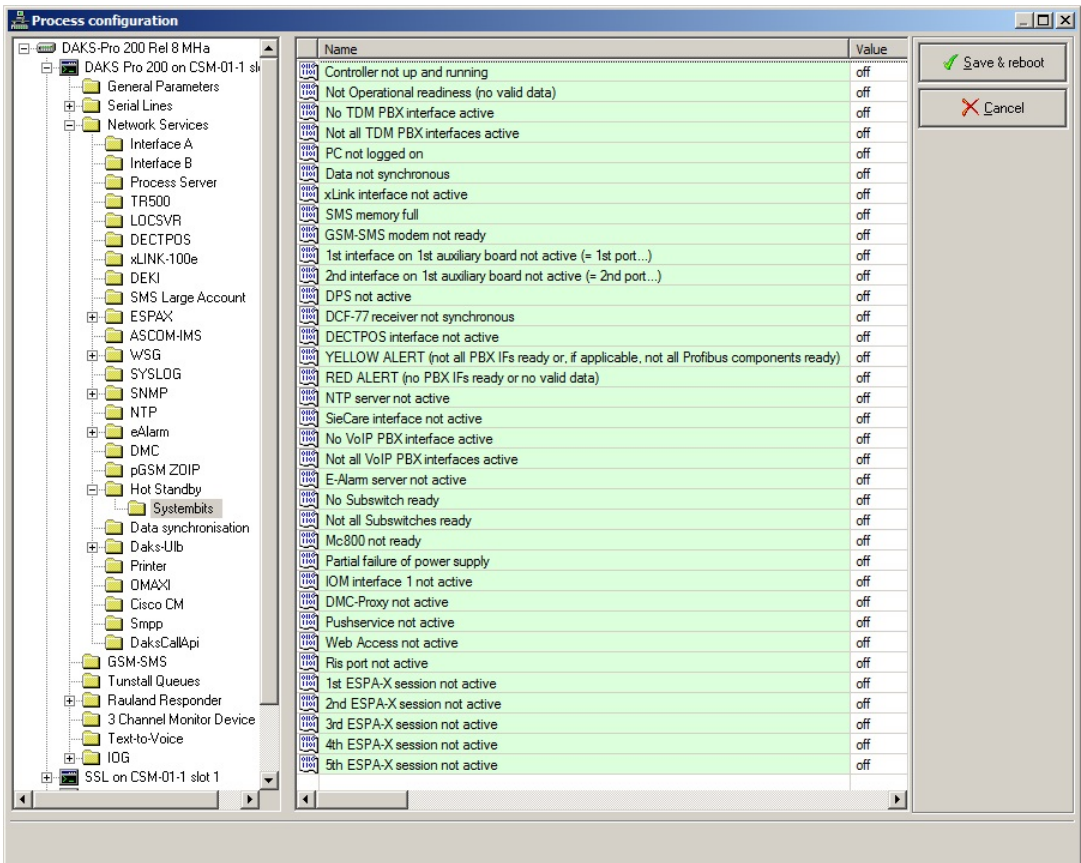 Process configuration
DAKS-Pro 200 Rel 8 MHa
DAKS Pro 200 on CSM-01-1 sl
General Parameters
Serial Lines
Network Services
Interface A
Interface B
Process Server
TR500
LOCSVR
DECTPOS
xLINK-100e
DEKI
SMS Large Account
ESPAX
ASCOM-IMS
WSG
SYSLOG
SNMP
NTP
eAlarm
DMC
pGSM ZOIP
Hot Standby
Systembits
Data synchronisation
Daks-Ulb
Printer
OMAXI
Cisco CM
Smpp
DaksCallApi
GSM-SMS
Tunstall Queues
Rauland Responder
3 Channel Monitor Device
Text-to-Voice
IOG
SSL on CSM-01-1 slot 1
Name Value
Controller not up and running off
Not Operational readiness (no valid data) off
No TDM PBX interface active off
Not all TDM PBX interfaces active off
PC not logged on off
Data not synchronous off
xLink interface not active off
SMS memory full off
GSM-SMS modem not ready off
1st interface on 1st auxiliary board not active (= 1st port...) off
2nd interface on 1st auxiliary board not active (= 2nd port...) off
DPS not active off
DCF-77 receiver not synchronous off
DECTPOS interface not active off
YELLOW ALERT (not all PBX IFs ready or, if applicable, not all Profibus components ready) off
RED ALERT (no PBX IFs ready or no valid data) off
NTP server not active off
SieCare interface not active off
No VoIP PBX interface active off
Not all VoIP PBX interfaces active off
E-Alarm server not active off
No Subswitch ready off
Not all Subswitches ready off
Mc800 not ready off
Partial failure of power supply off
IOM interface 1 not active off
DMC-Proxy not active off
Pushservice not active off
Web Access not active off
Ris port not active off
1st ESPA-X session not active off
2nd ESPA-X session not active off
3rd ESPA-X session not active off
4th ESPA-X session not active off
5th ESPA-X session not active off
Save & reboot
Cancel